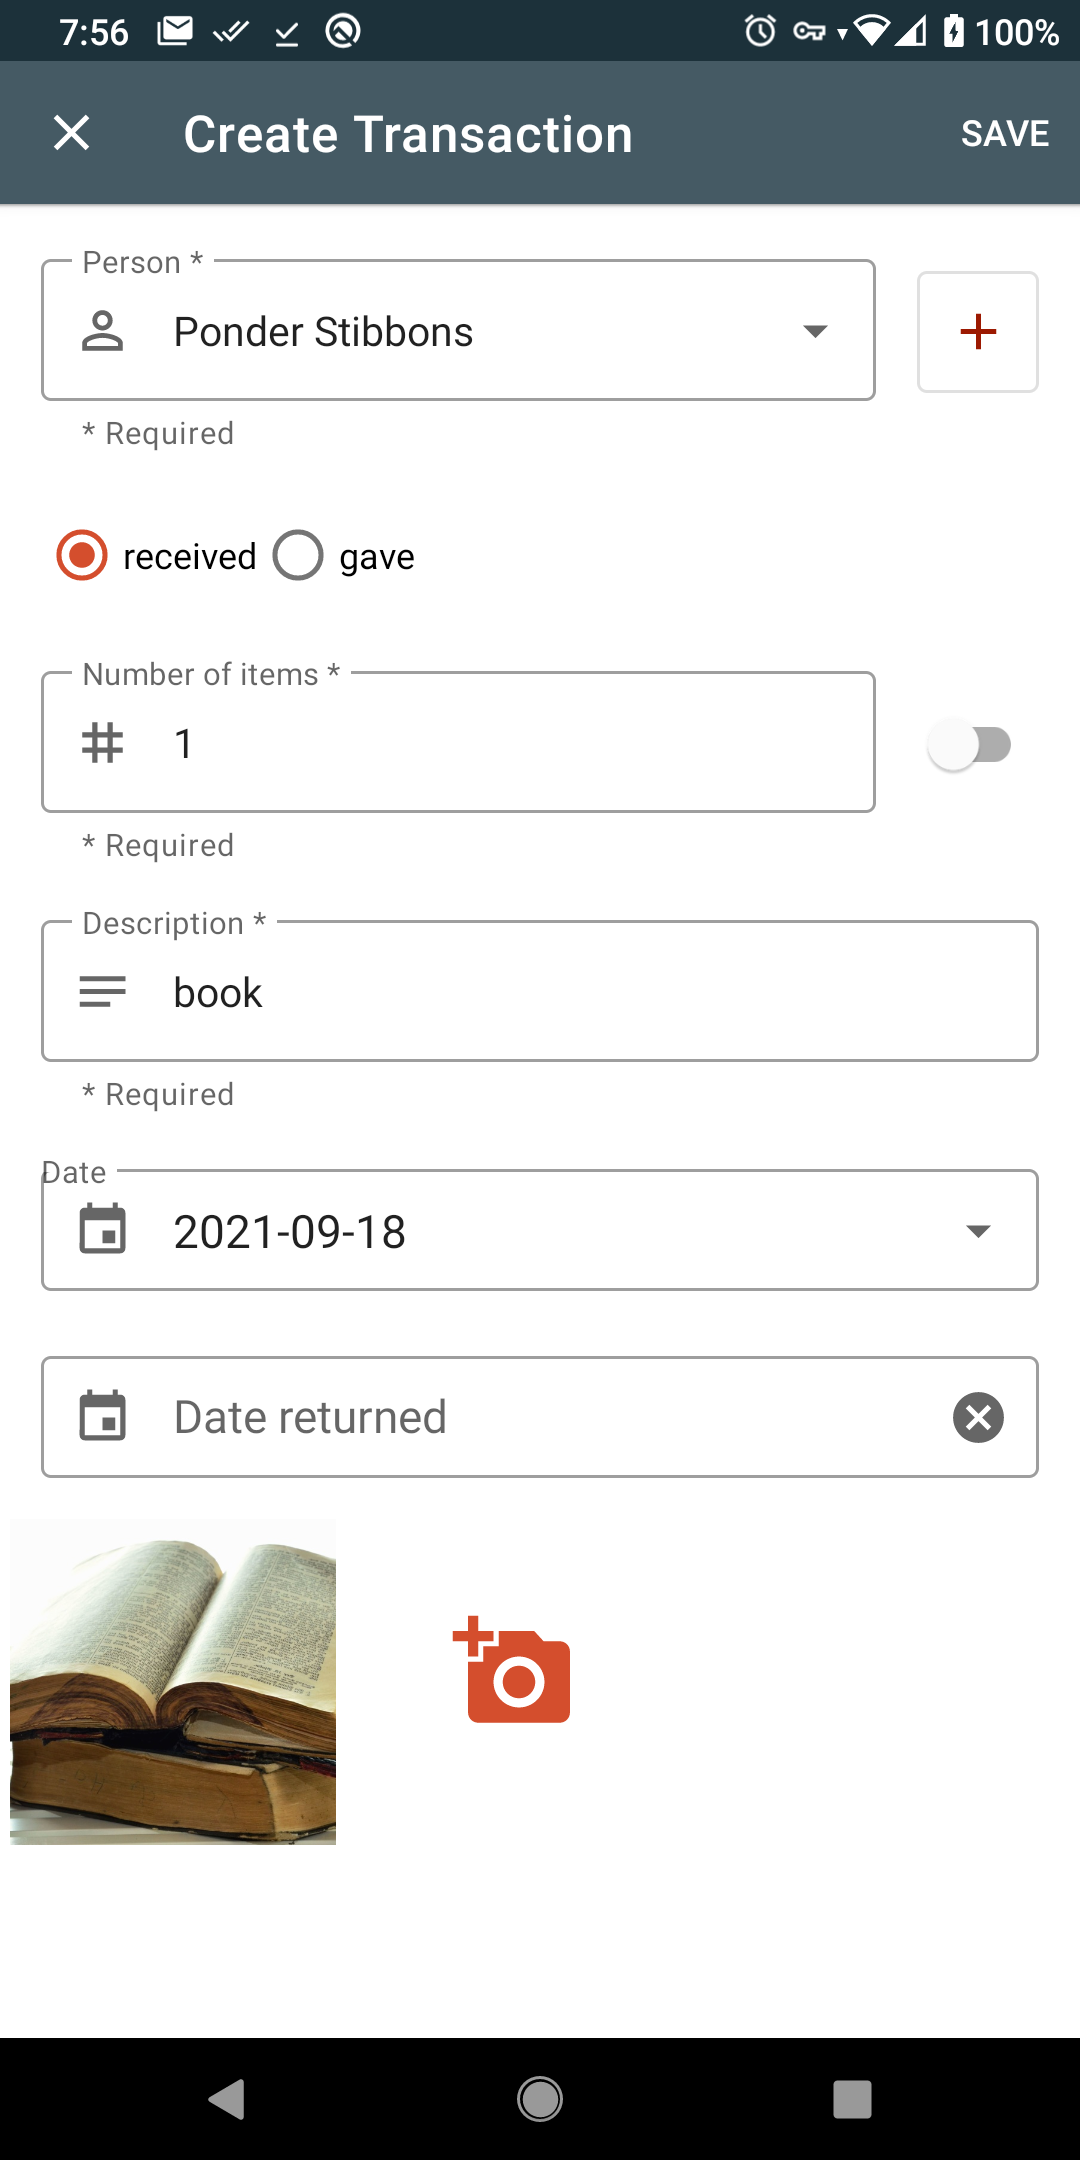 7:56 100%
Create Transaction SAVE
Person *
Ponder Stibbons
* Required
received gave
Number of items *
1
* Required
Description *
book
* Required
Date
2021-09-18
Date returned